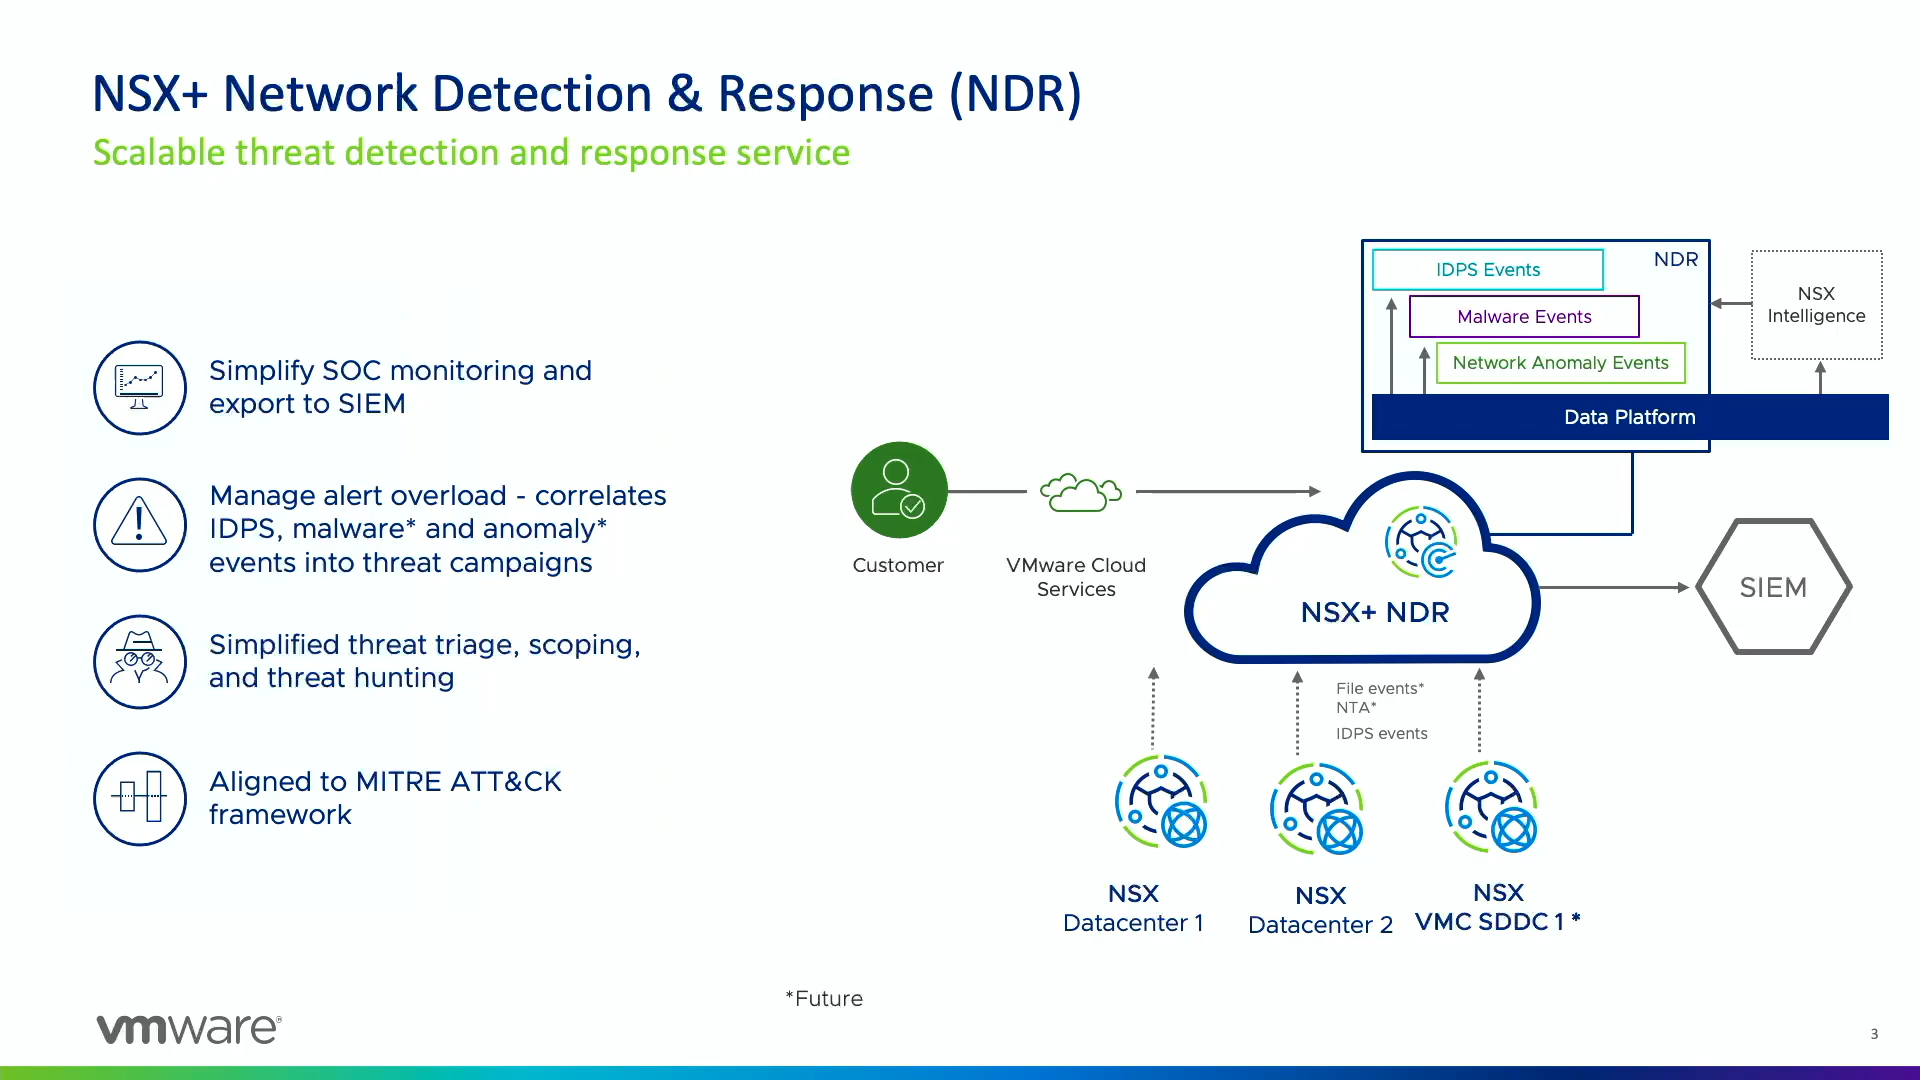 NSX+ Network Detection & Response (NDR)
Scalable threat detection and response service
Simplify SOC monitoring and
export to SIEM
Manage alert overload - correlates
IDPS, malware* and anomaly*
events into threat campaigns
Simplified threat triage, scoping,
and threat hunting
Aligned to MITRE ATT&CK
framework
IDPS Events
NDR
Malware Events
Network Anomaly Events
Data Platform
NSX
Intelligence
Customer
VMware Cloud
Services
NSX+ NDR
SIEM
File events*
NTA*
IDPS events
NSX
Datacenter 1
NSX
Datacenter 2
NSX
VMC SDDC 1 *
*Future
vmware®
3